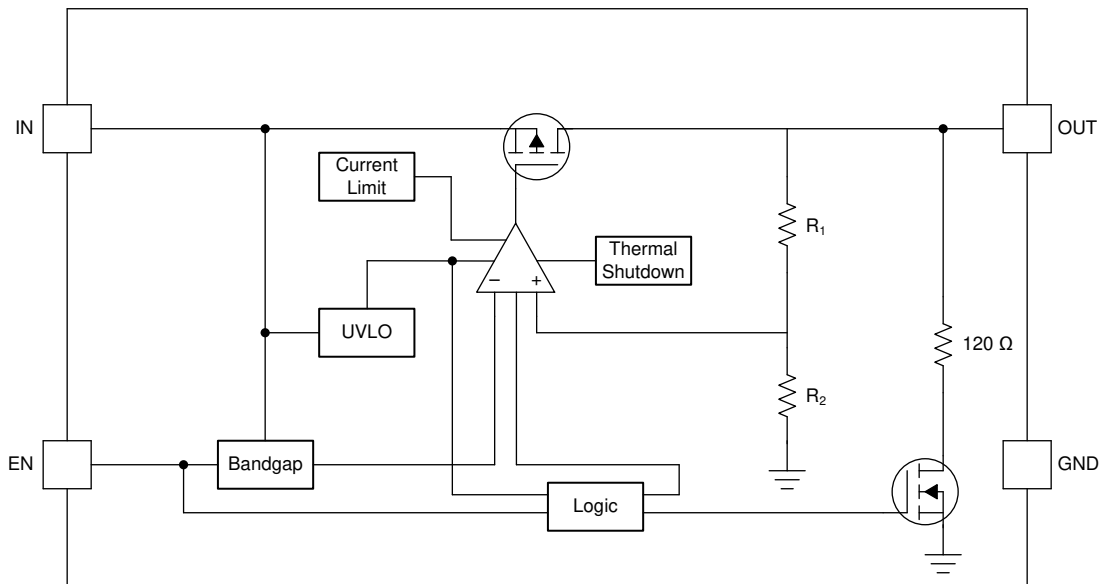 IN
OUT
Current
Limit
R₁
Thermal
Shutdown
−
+
UVLO
120 Ω
R₂
EN
Bandgap
GND
Logic